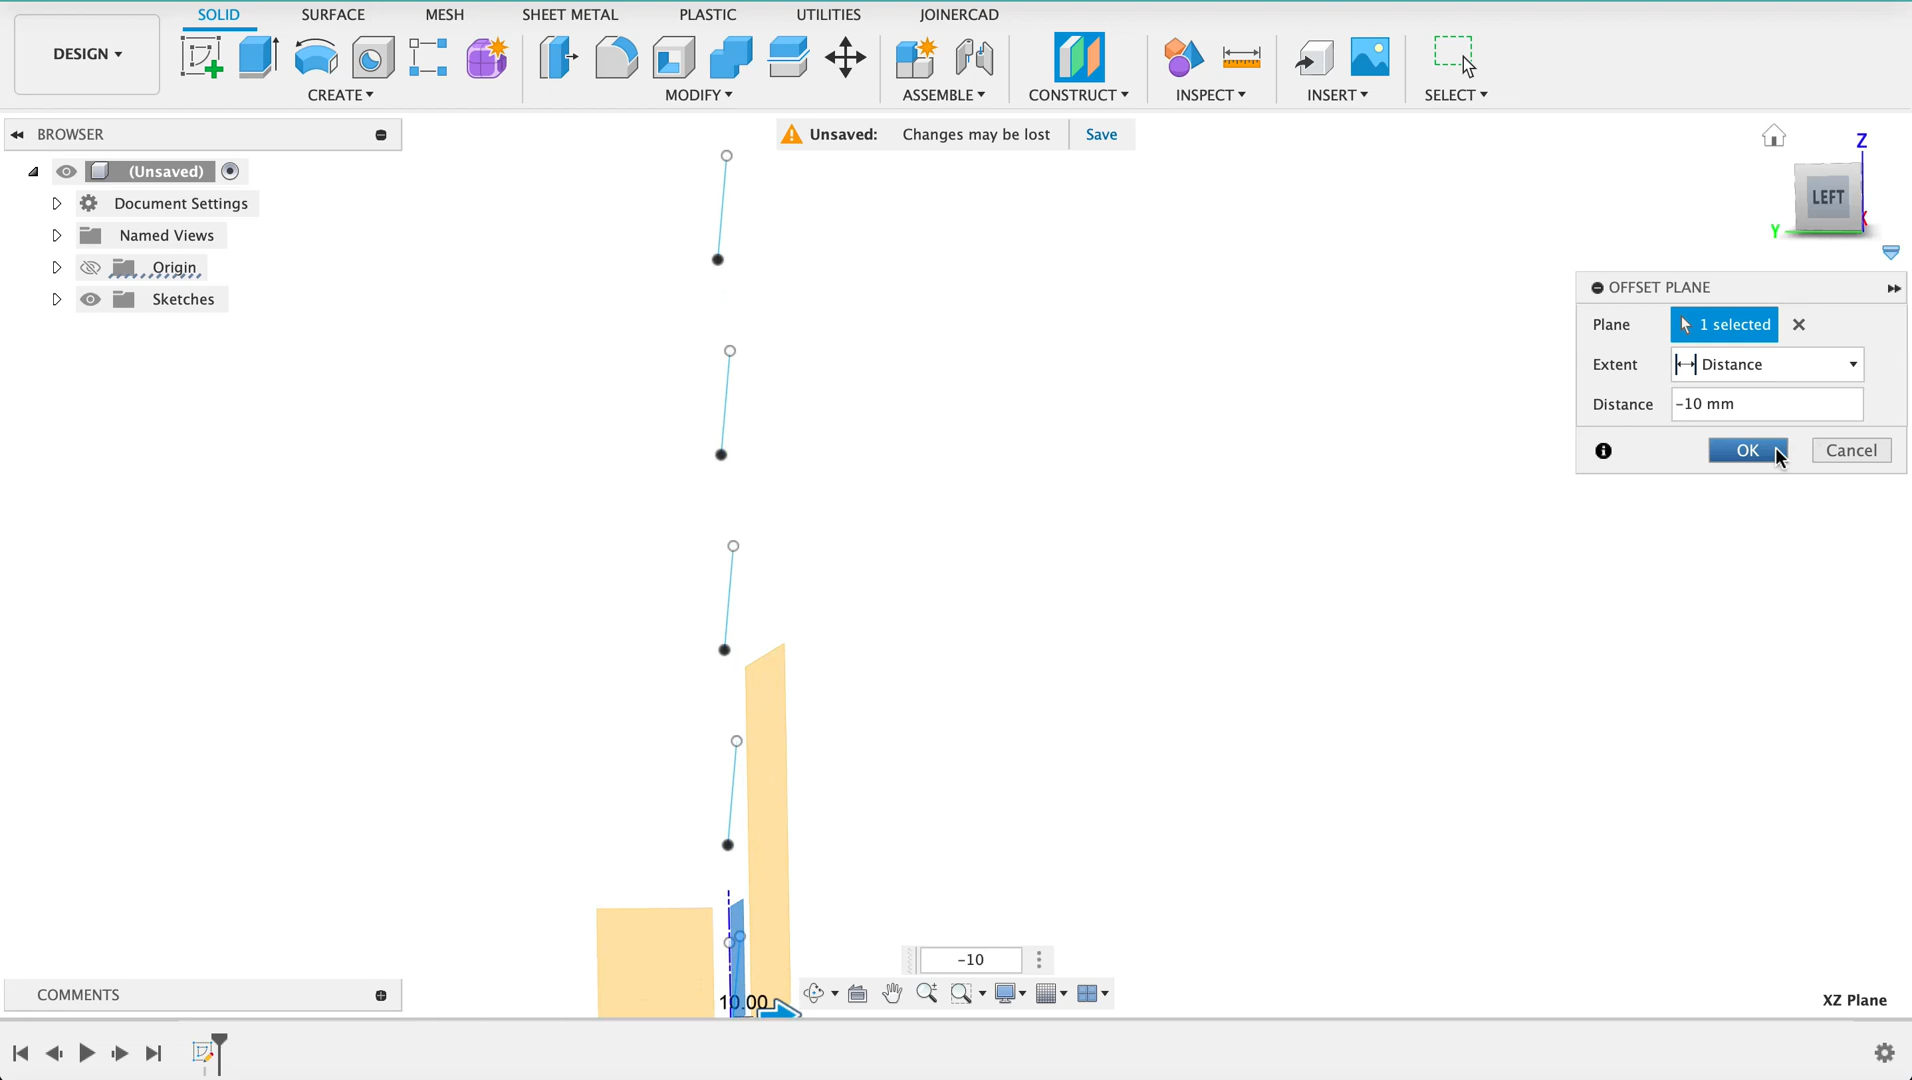 SOLID SURFACE MESH SHEET METAL PLASTIC UTILITIES JOINERCAD
DESIGN
CREATE MODIFY ASSEMBLE CONSTRUCT INSPECT INSERT SELECT
BROWSER
Unsaved: Changes may be lost Save
(Unsaved)
Document Settings
Named Views
Origin
Sketches
Z
LEFT
X
Y
OFFSET PLANE
Plane 1 selected
Extent Distance
Distance -10 mm
OK Cancel
-10
10.00
COMMENTS
XZ Plane